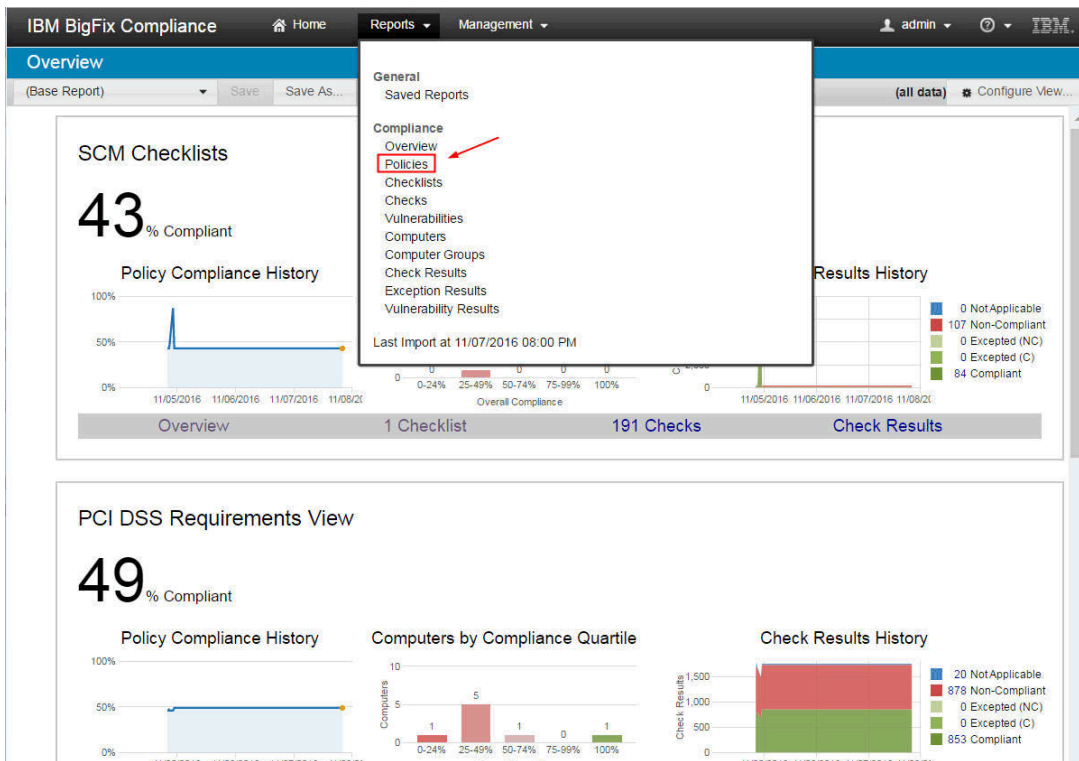 IBM BigFix Compliance
Home
Reports
Management
admin
IBM.
Overview
(Base Report)
Save
Save As...
(all data)
Configure View...
General
Saved Reports
Compliance
Overview
Policies
Checklists
Checks
Vulnerabilities
Computers
Computer Groups
Check Results
Exception Results
Vulnerability Results
Last Import at 11/07/2016 08:00 PM
SCM Checklists
43 % Compliant
Policy Compliance History
100%
50%
0%
11/05/2016 11/06/2016 11/07/2016
0 0 0 0
0
0-24% 25-49% 50-74% 75-99% 100%
Overall Compliance
Results History
0
11/05/2016 11/06/2016 11/07/2016
0 Not Applicable
107 Non-Compliant
0 Excepted (NC)
0 Excepted (C)
84 Compliant
Overview
1 Checklist
191 Checks
Check Results
PCI DSS Requirements View
49 % Compliant
Policy Compliance History
100%
50%
0%
Computers by Compliance Quartile
Computers
10
5
0
1 5 1 0 1
0-24% 25-49% 50-74% 75-99% 100%
Check Results History
Check Results
1,500
1,000
500
0
20 Not Applicable
878 Non-Compliant
0 Excepted (NC)
0 Excepted (C)
853 Compliant